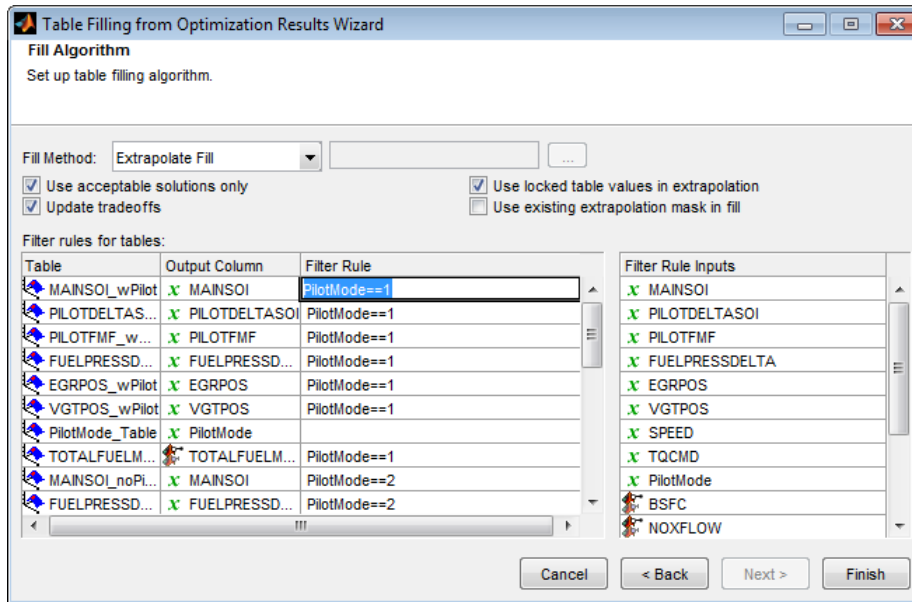 Table Filling from Optimization Results Wizard
Fill Algorithm
Set up table filling algorithm.
Fill Method: Extrapolate Fill ...
Use acceptable solutions only Use locked table values in extrapolation
Update tradeoffs Use existing extrapolation mask in fill
Filter rules for tables:
Table Output Column Filter Rule Filter Rule Inputs
MAINSOI_wPilot x MAINSOI PilotMode==1 x MAINSOI
PILOTDELTAS... x PILOTDELTASOI PilotMode==1 x PILOTDELTASOI
PILOTFMF_w... x PILOTFMF PilotMode==1 x PILOTFMF
FUELPRESSD... x FUELPRESSD... PilotMode==1 x FUELPRESSDELTA
EGRPOS_wPilot x EGRPOS PilotMode==1 x EGRPOS
VGTPOS_wPilot x VGTPOS PilotMode==1 x VGTPOS
PilotMode_Table x PilotMode x SPEED
TOTALFUELM... TOTALFUELM... PilotMode==1 x TQCMD
MAINSOI_noPi... x MAINSOI PilotMode==2 x PilotMode
FUELPRESSD... x FUELPRESSD... PilotMode==2 BSFC
NOXFLOW
Cancel < Back Next > Finish